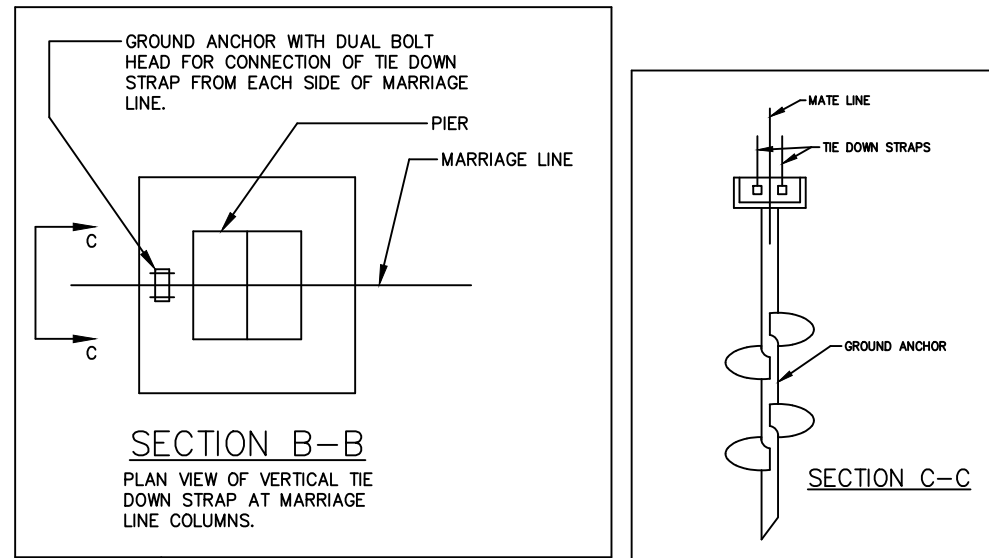 GROUND ANCHOR WITH DUAL BOLT
HEAD FOR CONNECTION OF TIE DOWN
STRAP FROM EACH SIDE OF MARRIAGE
LINE.
PIER
MARRIAGE LINE
C
C
SECTION B-B
PLAN VIEW OF VERTICAL TIE
DOWN STRAP AT MARRIAGE
LINE COLUMNS.
MATE LINE
TIE DOWN STRAPS
GROUND ANCHOR
SECTION C-C